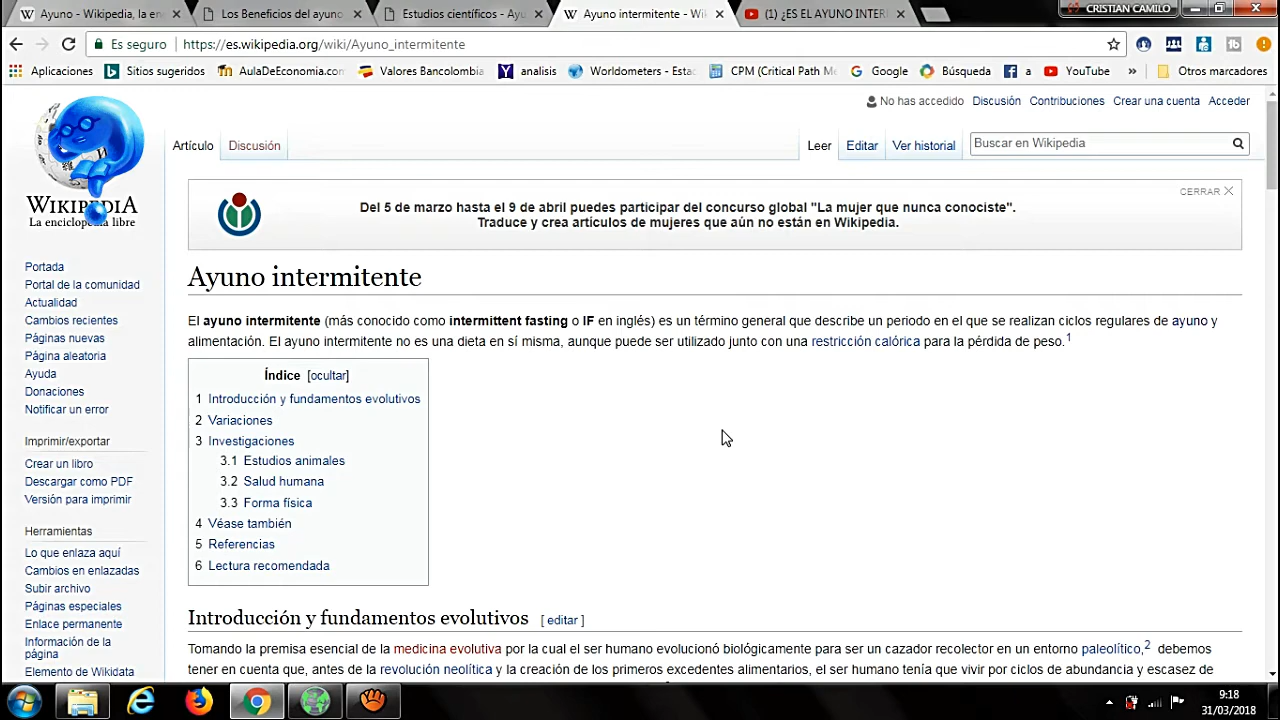 Ayuno - Wikipedia, la en
Los Beneficios del ayuno
Estudios científicos - Ayu
Ayuno intermitente - Wi
(1) ¿ES EL AYUNO INTER
CRISTIAN CAMILO
Es seguro
https://es.wikipedia.org/wiki/Ayuno_intermitente
Aplicaciones
Sitios sugeridos
AulaDeEconomia.com
Valores Bancolombia
analisis
Worldometers - Esta
CPM (Critical Path Me
Google
Búsqueda
a
YouTube
»
Otros marcadores
No has accedido
Discusión
Contribuciones
Crear una cuenta
Acceder
WIKIPEDIA
La enciclopedia libre
Artículo
Discusión
Leer
Editar
Ver historial
Buscar en Wikipedia
CERRAR
Del 5 de marzo hasta el 9 de abril puedes participar del concurso global "La mujer que nunca conociste".
Traduce y crea artículos de mujeres que aún no están en Wikipedia.
Portada
Portal de la comunidad
Actualidad
Cambios recientes
Páginas nuevas
Página aleatoria
Ayuda
Donaciones
Notificar un error
Imprimir/exportar
Crear un libro
Descargar como PDF
Versión para imprimir
Herramientas
Lo que enlaza aquí
Cambios en enlazadas
Subir archivo
Páginas especiales
Enlace permanente
Información de la
página
Elemento de Wikidata
Ayuno intermitente
El ayuno intermitente (más conocido como intermittent fasting o IF en inglés) es un término general que describe un periodo en el que se realizan ciclos regulares de ayuno y
alimentación. El ayuno intermitente no es una dieta en sí misma, aunque puede ser utilizado junto con una restricción calórica para la pérdida de peso.1
Índice [ocultar]
1 Introducción y fundamentos evolutivos
2 Variaciones
3 Investigaciones
3.1 Estudios animales
3.2 Salud humana
3.3 Forma física
4 Véase también
5 Referencias
6 Lectura recomendada
Introducción y fundamentos evolutivos [ editar ]
Tomando la premisa esencial de la medicina evolutiva por la cual el ser humano evolucionó biológicamente para ser un cazador recolector en un entorno paleolítico,2 debemos
tener en cuenta que, antes de la revolución neolítica y la creación de los primeros excedentes alimentarios, el ser humano tenía que vivir por ciclos de abundancia y escasez de
9:18
31/03/2018